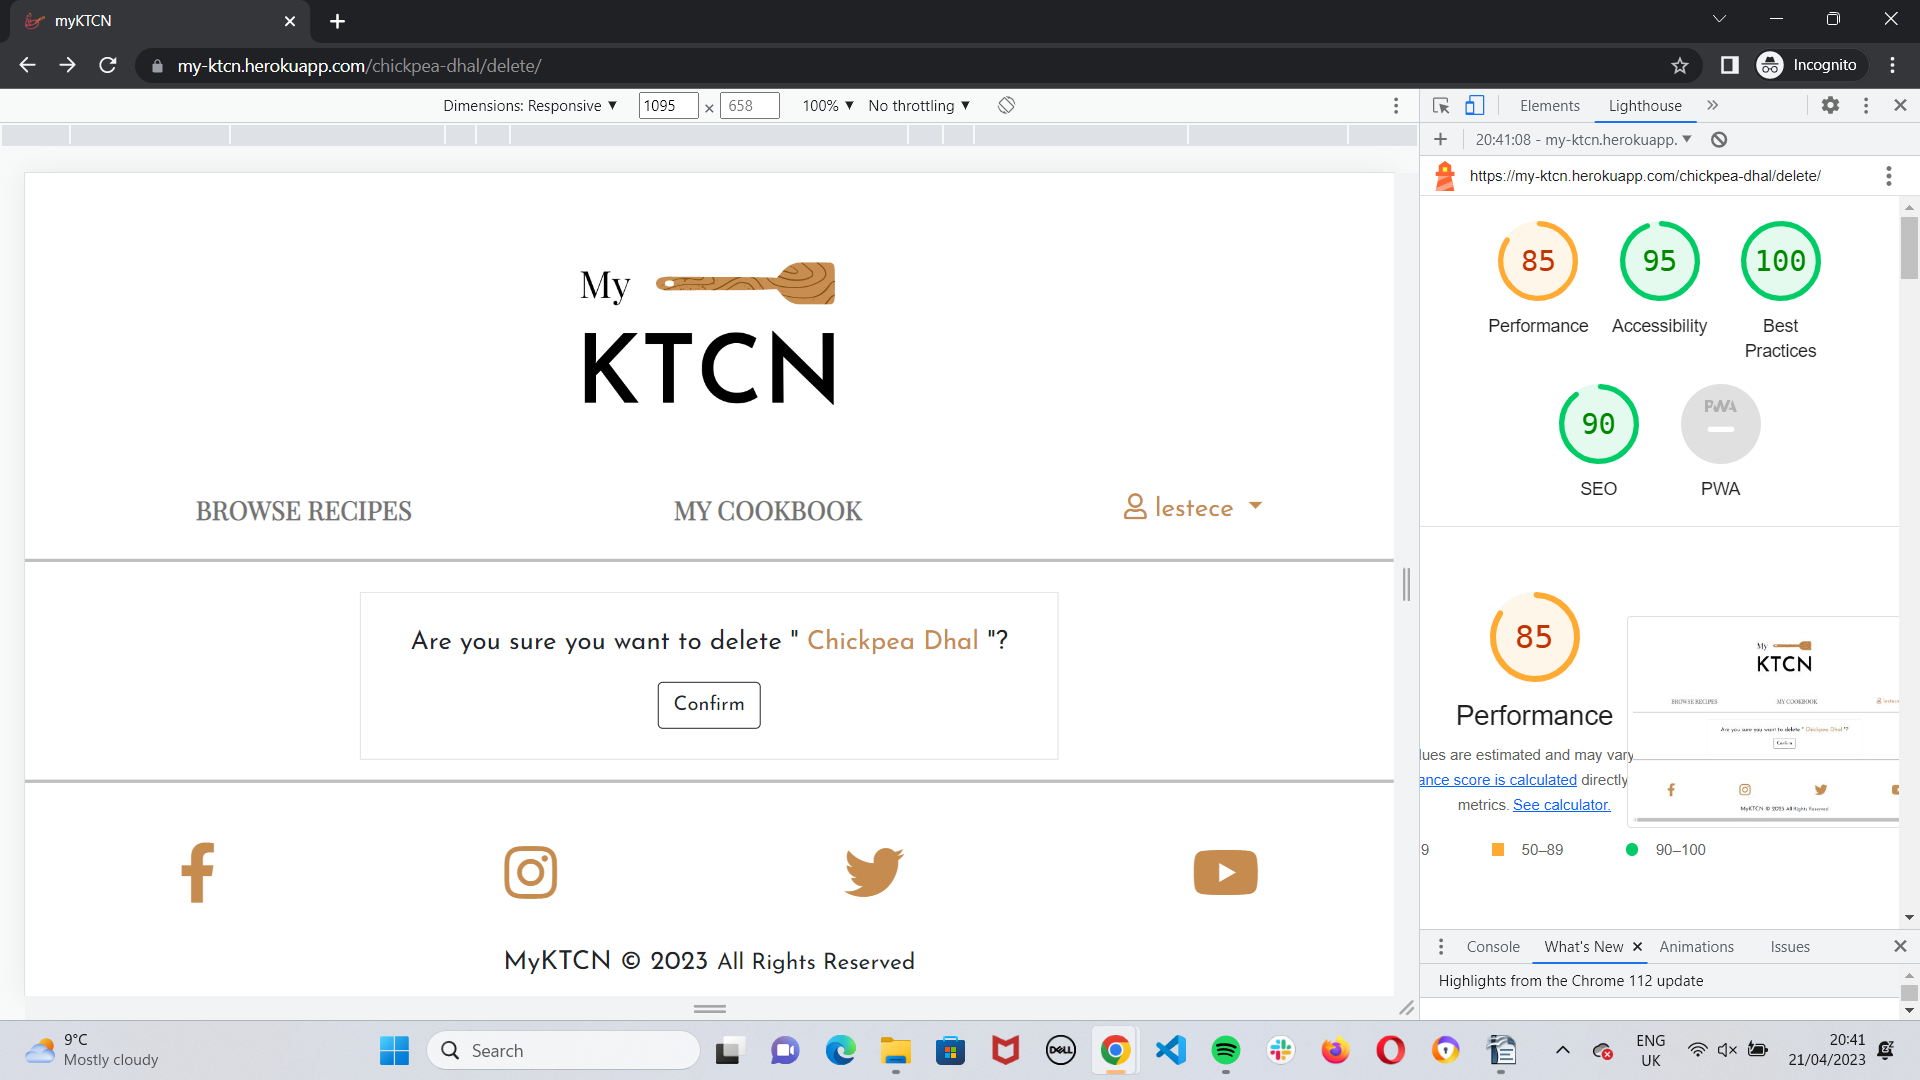 myKTCN
my-ktcn.herokuapp.com/chickpea-dhal/delete/
Incognito
Dimensions: Responsive ▼ 1095 × 658 100% ▼ No throttling ▼
Elements Lighthouse »
20:41:08 - my-ktcn.herokuapp. ▼
https://my-ktcn.herokuapp.com/chickpea-dhal/delete/
My
KTCN
BROWSE RECIPES MY COOKBOOK lestece
Are you sure you want to delete " Chickpea Dhal "?
Confirm
MyKTCN © 2023 All Rights Reserved
85 95 100
Performance Accessibility Best
Practices
90 PWA
SEO PWA
85
Performance
lues are estimated and may vary
ance score is calculated directly
metrics. See calculator.
9 50–89 90–100
My
KTCN
BROWSE RECIPES MY COOKBOOK lestece
Are you sure you want to delete " Chickpea Dhal "?
Confirm
MyKTCN © 2023 All Rights Reserved
Console What's New × Animations Issues
Highlights from the Chrome 112 update
9°C
Mostly cloudy
Search
DELL
ENG
UK
20:41
21/04/2023